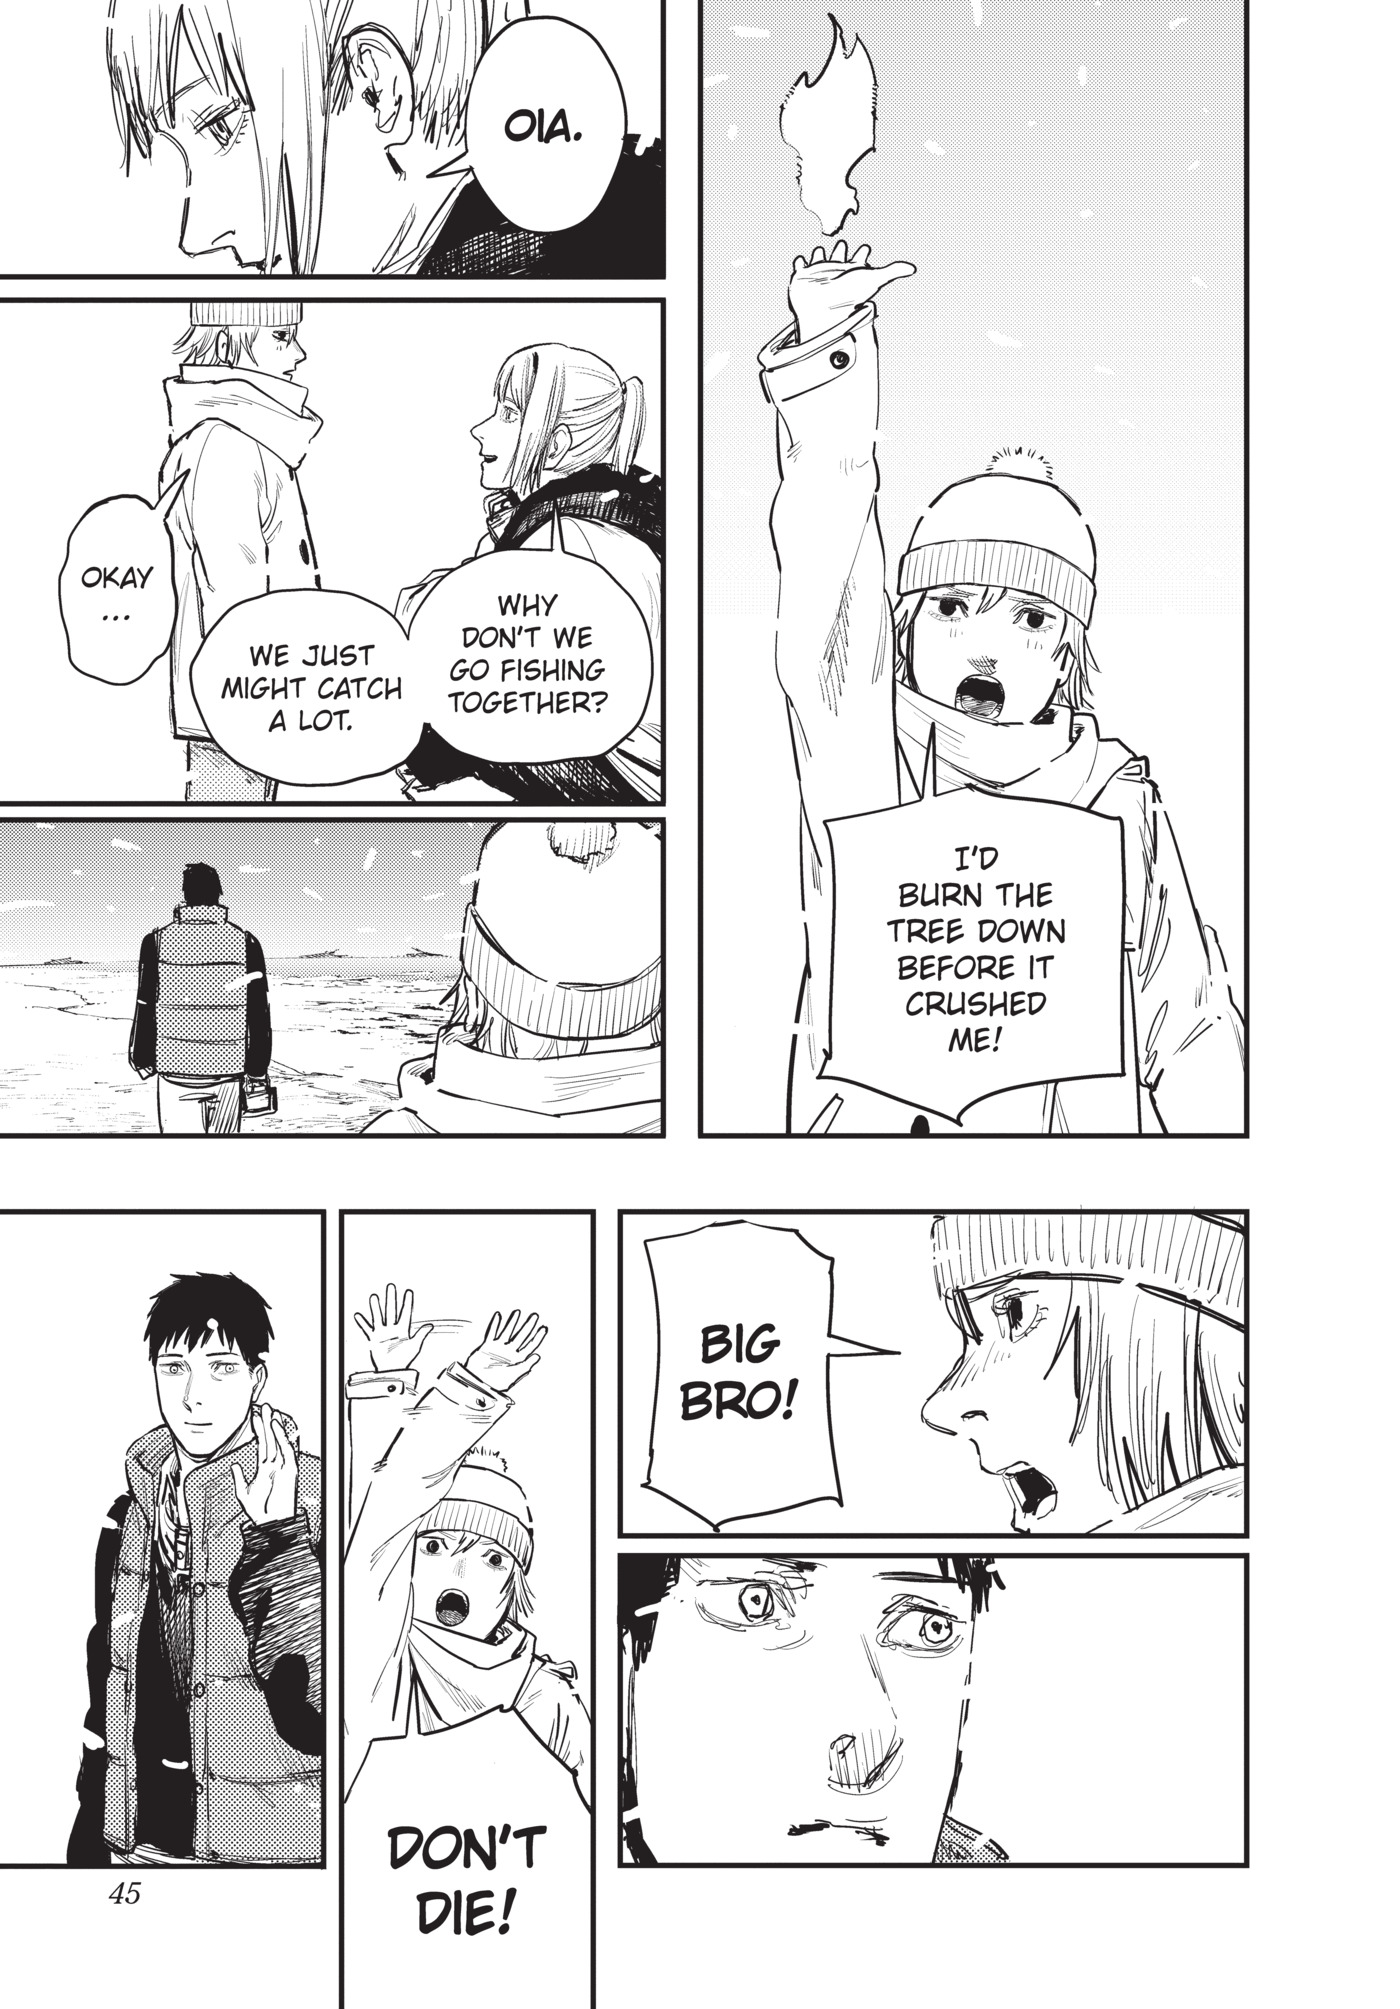 I'D
BURN THE
TREE DOWN
BEFORE IT
CRUSHED
ME!
OIA.
WHY
DON'T WE
GO FISHING
TOGETHER?
WE JUST
MIGHT CATCH
A LOT.
OKAY
...
BIG
BRO!
DON'T
DIE!
45